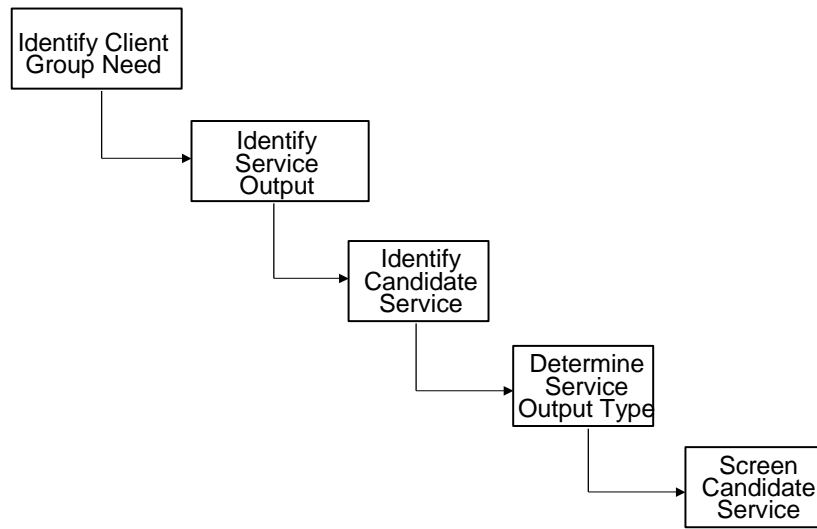 Identify Client
Group Need
Identify
Service
Output
Identify
Candidate
Service
Determine
Service
Output Type
Screen
Candidate
Service